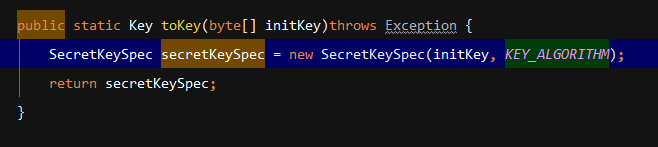 public static Key toKey(byte[] initKey)throws Exception {
SecretKeySpec secretKeySpec = new SecretKeySpec(initKey, KEY_ALGORITHM);
return secretKeySpec;
}